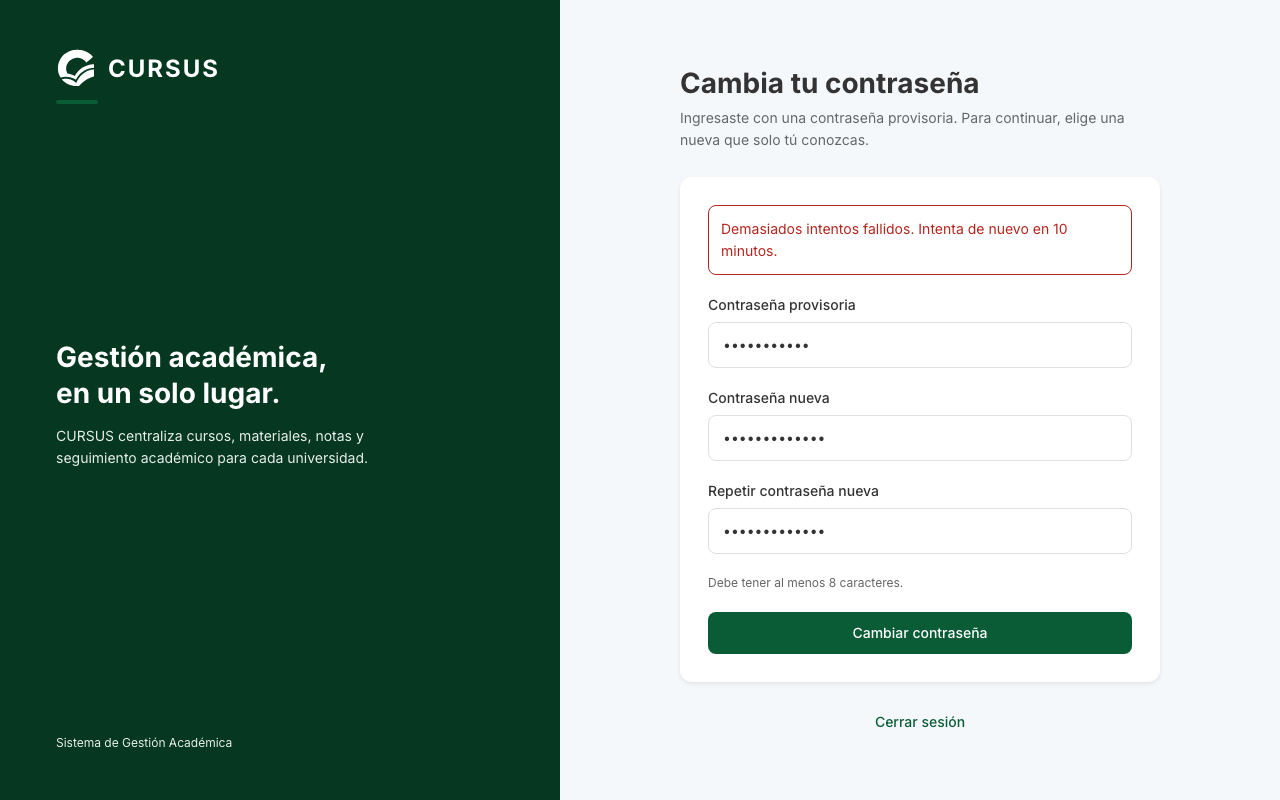 CURSUS
Gestión académica,
en un solo lugar.
CURSUS centraliza cursos, materiales, notas y
seguimiento académico para cada universidad.
Sistema de Gestión Académica
Cambia tu contraseña
Ingresaste con una contraseña provisoria. Para continuar, elige una
nueva que solo tú conozcas.
Demasiados intentos fallidos. Intenta de nuevo en 10
minutos.
Contraseña provisoria
•••••••••••
Contraseña nueva
•••••••••••••
Repetir contraseña nueva
•••••••••••••
Debe tener al menos 8 caracteres.
Cambiar contraseña
Cerrar sesión